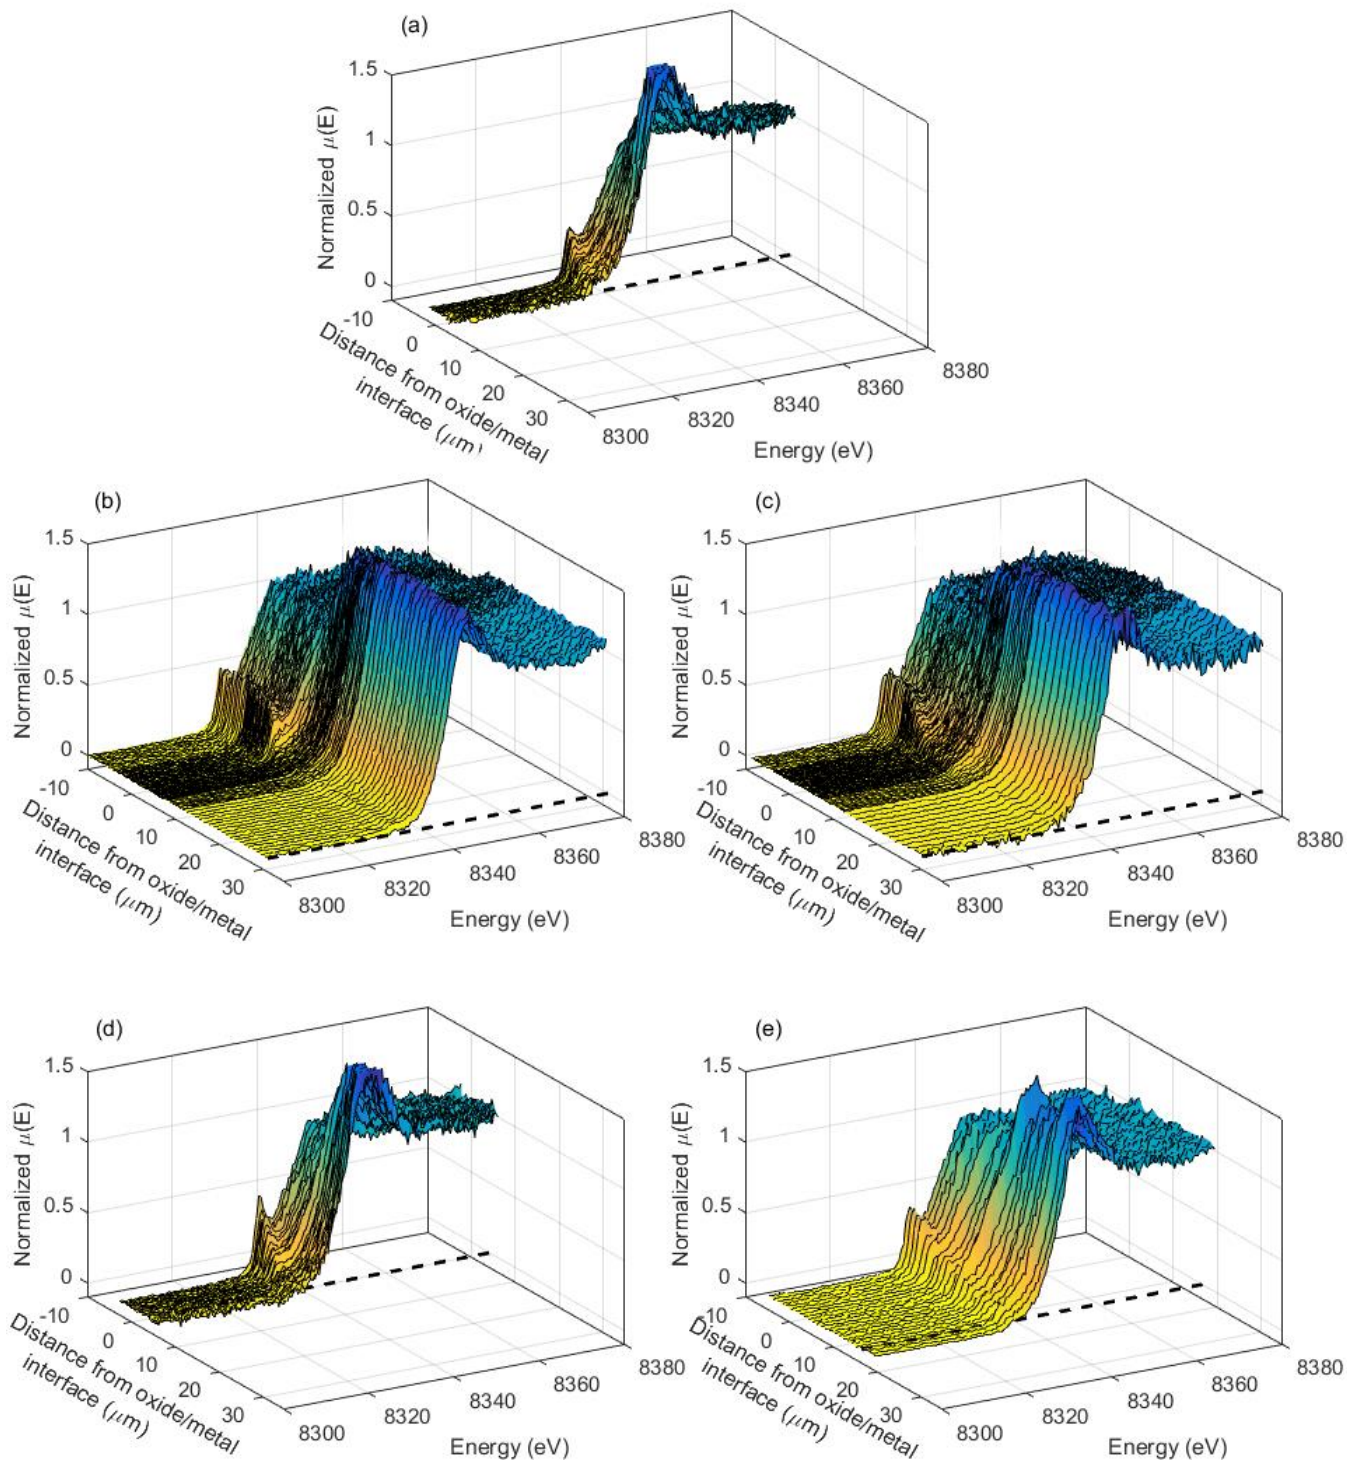 (a)
1.5
1
0.5
0
Normalized μ(E)
-10
0
10
20
30
Distance from oxide/metal
interface (μm)
8300
8320
8340
8360
8380
Energy (eV)
(b)
1.5
1
0.5
0
Normalized μ(E)
-10
0
10
20
30
Distance from oxide/metal
interface (μm)
8300
8320
8340
8360
8380
Energy (eV)
(c)
1.5
1
0.5
0
Normalized μ(E)
-10
0
10
20
30
Distance from oxide/metal
interface (μm)
8300
8320
8340
8360
8380
Energy (eV)
(d)
1.5
1
0.5
0
Normalized μ(E)
-10
0
10
20
30
Distance from oxide/metal
interface (μm)
8300
8320
8340
8360
8380
Energy (eV)
(e)
1.5
1
0.5
0
Normalized μ(E)
-10
0
10
20
30
Distance from oxide/metal
interface (μm)
8300
8320
8340
8360
8380
Energy (eV)